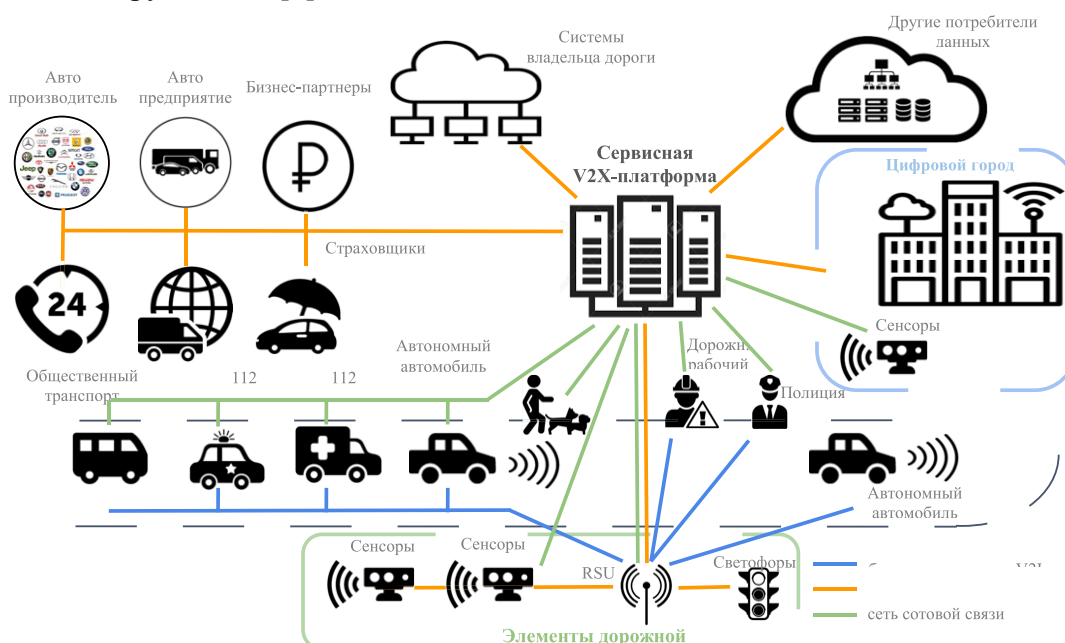 Другие потребители
данных
Системы
владельца дороги
Авто
производитель
Авто
предприятие
Бизнес-партнеры
Сервисная
V2X-платформа
Цифровой город
Страховщики
24
Сенсоры
Общественный
транспорт
112
112
Автономный
автомобиль
рабочий
Полиция
Автономный
автомобиль
Сенсоры
Сенсоры
RSU
Светофоры
сеть сотовой связи
Элементы дорожной